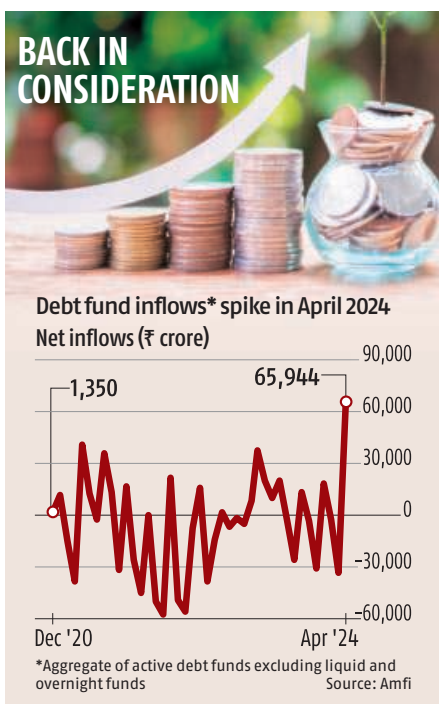 BACK IN
CONSIDERATION
Debt fund inflows* spike in April 2024
Net inflows (₹ crore)
90,000
1,350
65,944
60,000
30,000
0
-30,000
-60,000
Dec '20
Apr '24
*Aggregate of active debt funds excluding liquid and
overnight funds
Source: Amfi